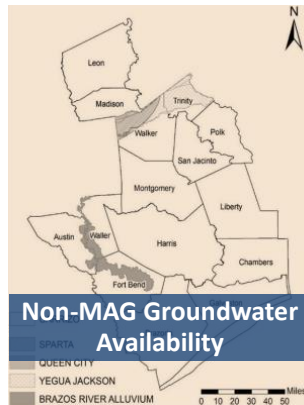 N
Leon
Madison
Trinity
Walker
Polk
San Jacinto
Montgomery
Liberty
Austin
Waller
Harris
Chambers
Fort Bend
Non-MAG Groundwater
Availability
SPARTA
QUEEN CITY
YEGUA JACKSON
BRAZOS RIVER ALLUVIUM
Miles
0 10 20 30 40 50